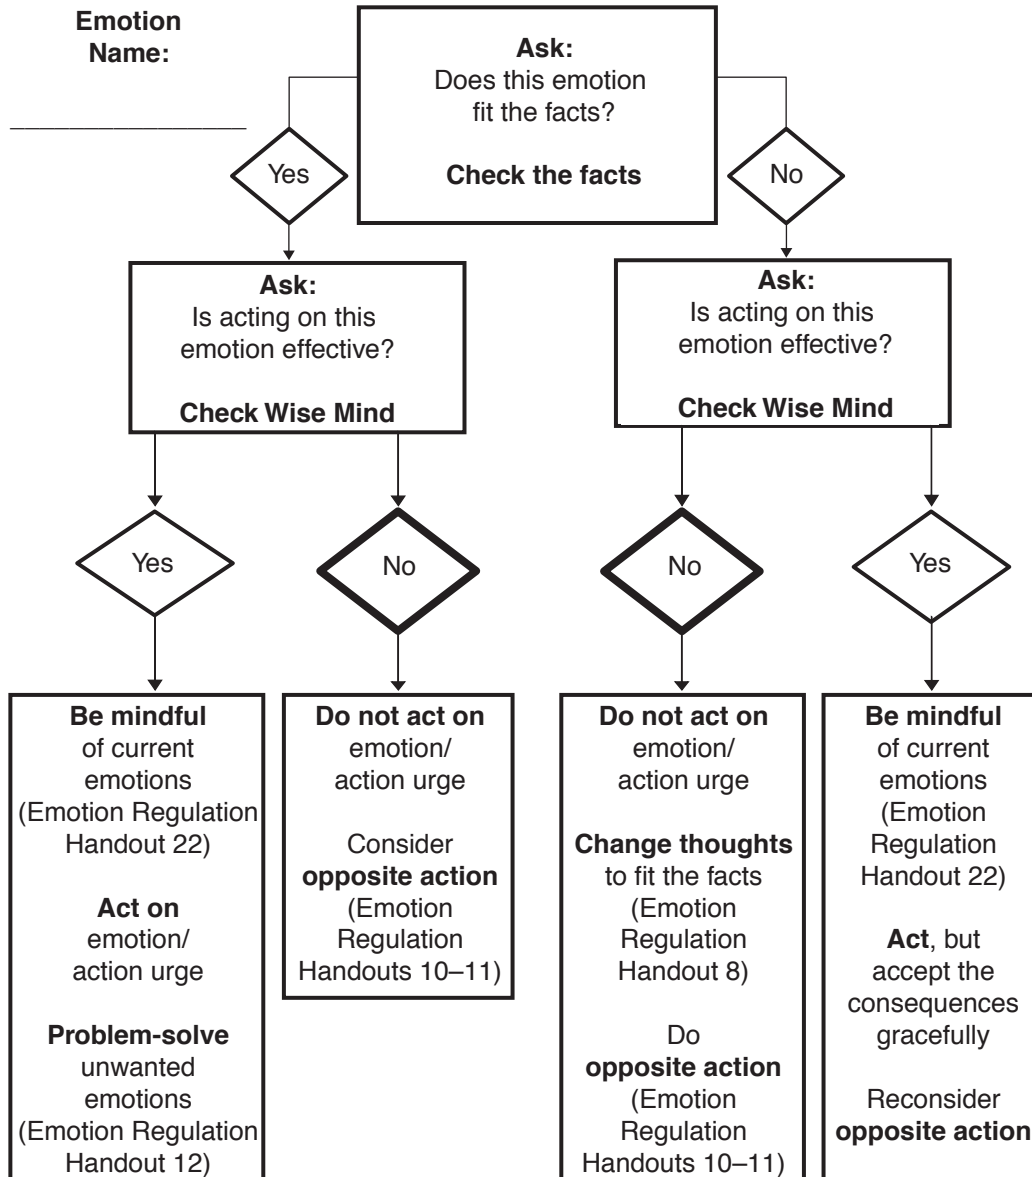 Emotion
Name:
________________
Ask:
Does this emotion
fit the facts?
Check the facts
Yes
No
Ask:
Is acting on this
emotion effective?
Check Wise Mind
Ask:
Is acting on this
emotion effective?
Check Wise Mind
Yes
No
No
Yes
Be mindful
of current
emotions
(Emotion Regulation
Handout 22)
Act on
emotion/
action urge
Problem-solve
unwanted
emotions
(Emotion Regulation
Handout 12)
Do not act on
emotion/
action urge
Consider
opposite action
(Emotion
Regulation
Handouts 10–11)
Do not act on
emotion/
action urge
Change thoughts
to fit the facts
(Emotion
Regulation
Handout 8)
Do
opposite action
(Emotion
Regulation
Handouts 10–11)
Be mindful
of current
emotions
(Emotion
Regulation
Handout 22)
Act, but
accept the
consequences
gracefully
Reconsider
opposite action